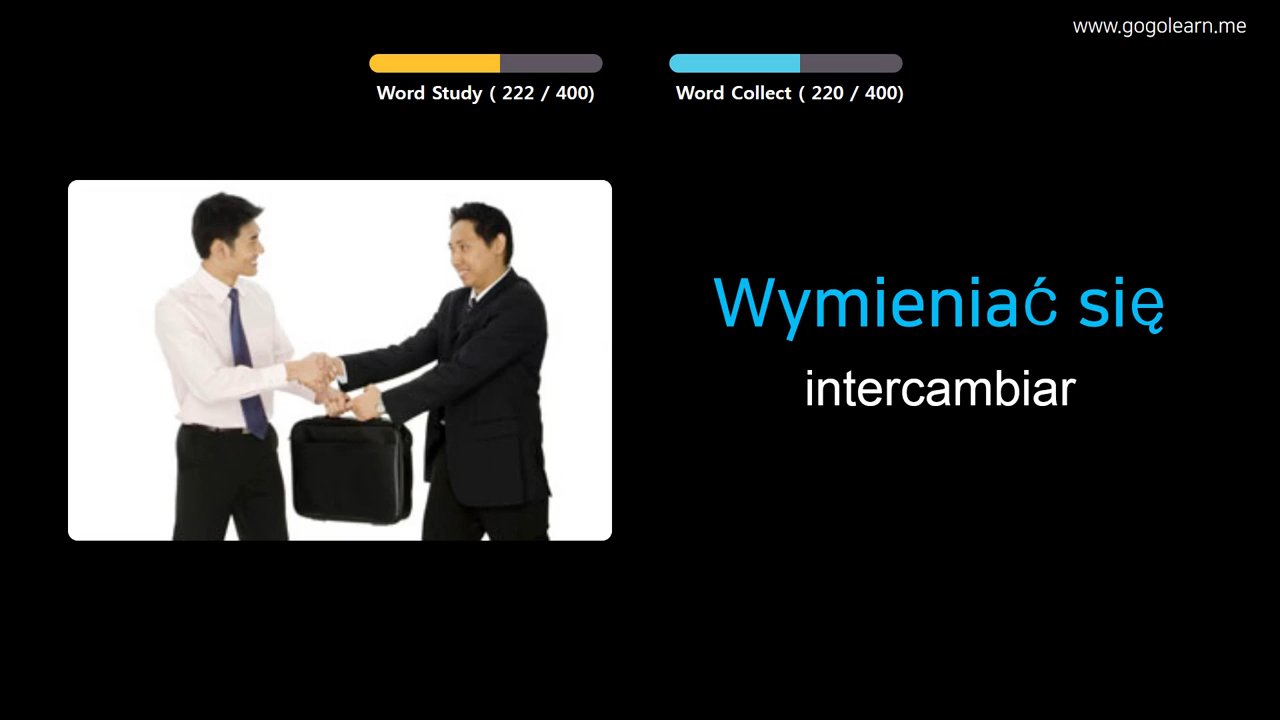 www.gogolearn.me
Word Study ( 222 / 400)
Word Collect ( 220 / 400)
Wymieniać się
intercambiar